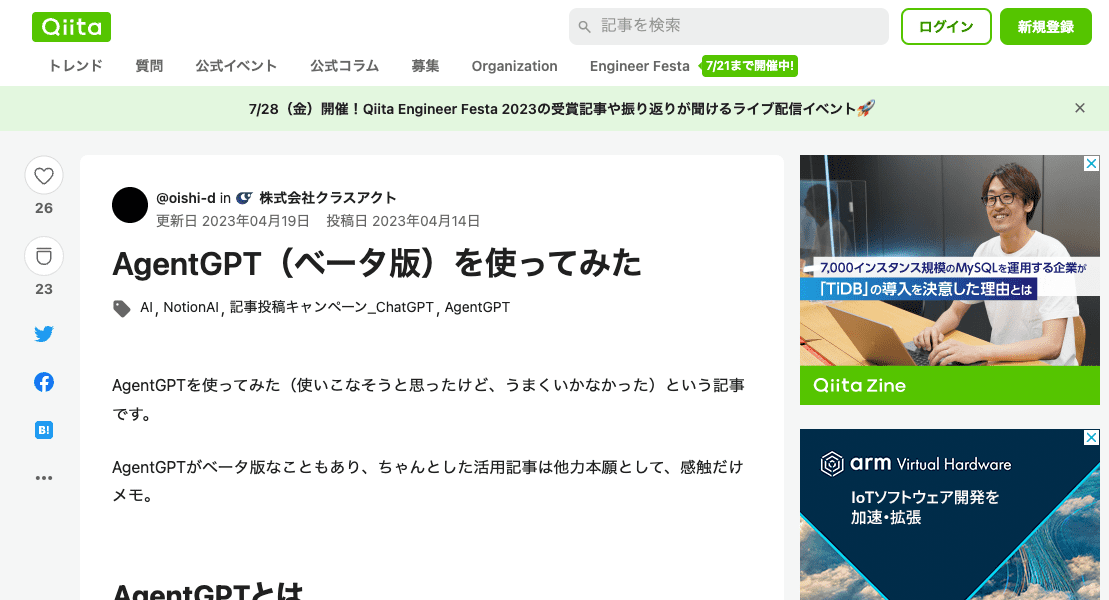 Qiita
記事を検索
ログイン
新規登録
トレンド 質問 公式イベント 公式コラム 募集 Organization Engineer Festa 7/21まで開催中!
7/28（金）開催！Qiita Engineer Festa 2023の受賞記事や振り返りが聞けるライブ配信イベント🚀
26
23
B!
@oishi-d in 株式会社クラスアクト
更新日 2023年04月19日 投稿日 2023年04月14日
AgentGPT（ベータ版）を使ってみた
AI, NotionAI, 記事投稿キャンペーン_ChatGPT, AgentGPT
AgentGPTを使ってみた（使いこなそうと思ったけど、うまくいかなかった）という記事
です。
AgentGPTがベータ版なこともあり、ちゃんとした活用記事は他力本願として、感触だけ
メモ。
AgentGPTとは
7,000インスタンス規模のMySQLを運用する企業が
「TiDB」の導入を決意した理由とは
Qiita Zine
arm Virtual Hardware
IoTソフトウェア開発を
加速・拡張